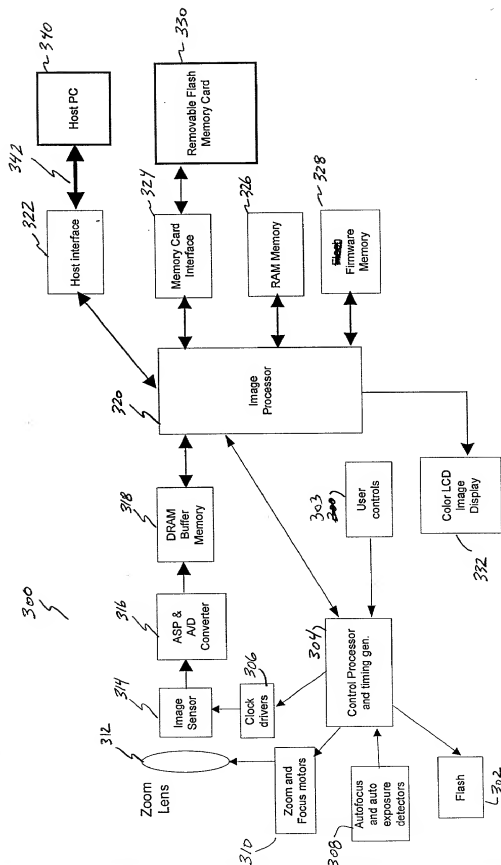 300
340
Host PC
342
322
Host interface
330
Removable Flash
Memory Card
324
Memory Card
Interface
326
RAM Memory
328
Firmware
Memory
320
Image
Processor
318
DRAM
Buffer
Memory
316
ASP &
A/D
Converter
314
Image
Sensor
312
Zoom
Lens
306
Clock
drivers
310
Zoom and
Focus motors
304
Control Processor
and timing gen.
303
User
controls
308
Autofocus
and auto
exposure
detectors
Flash
302
Color LCD
Image
Display
332